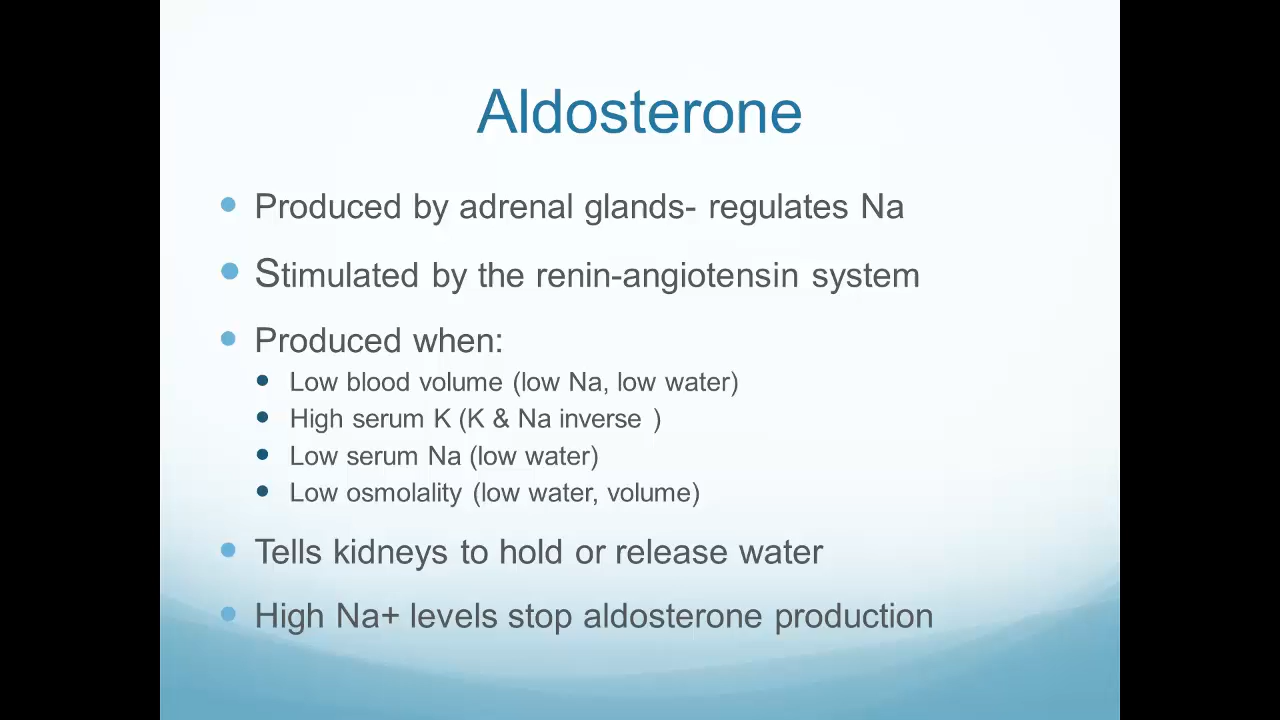 Aldosterone
Produced by adrenal glands- regulates Na
Stimulated by the renin-angiotensin system
Produced when:
Low blood volume (low Na, low water)
High serum K (K & Na inverse )
Low serum Na (low water)
Low osmolality (low water, volume)
Tells kidneys to hold or release water
High Na+ levels stop aldosterone production